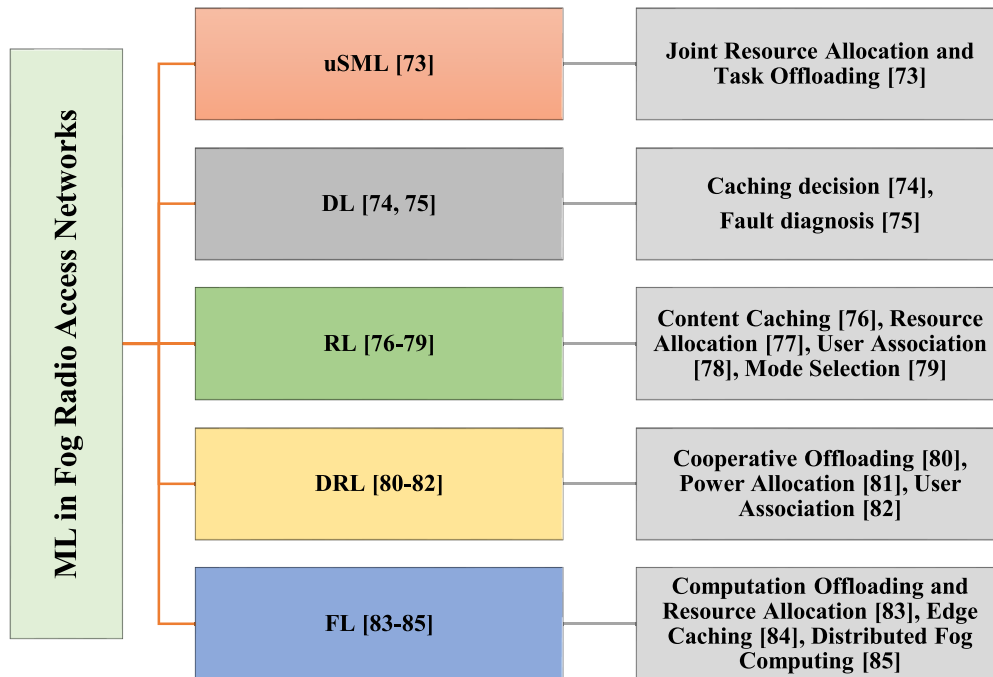 ML in Fog Radio Access Networks
uSML [73]
Joint Resource Allocation and
Task Offloading [73]
DL [74, 75]
Caching decision [74],
Fault diagnosis [75]
RL [76-79]
Content Caching [76], Resource
Allocation [77], User Association
[78], Mode Selection [79]
DRL [80-82]
Cooperative Offloading [80],
Power Allocation [81], User
Association [82]
FL [83-85]
Computation Offloading and
Resource Allocation [83], Edge
Caching [84], Distributed Fog
Computing [85]